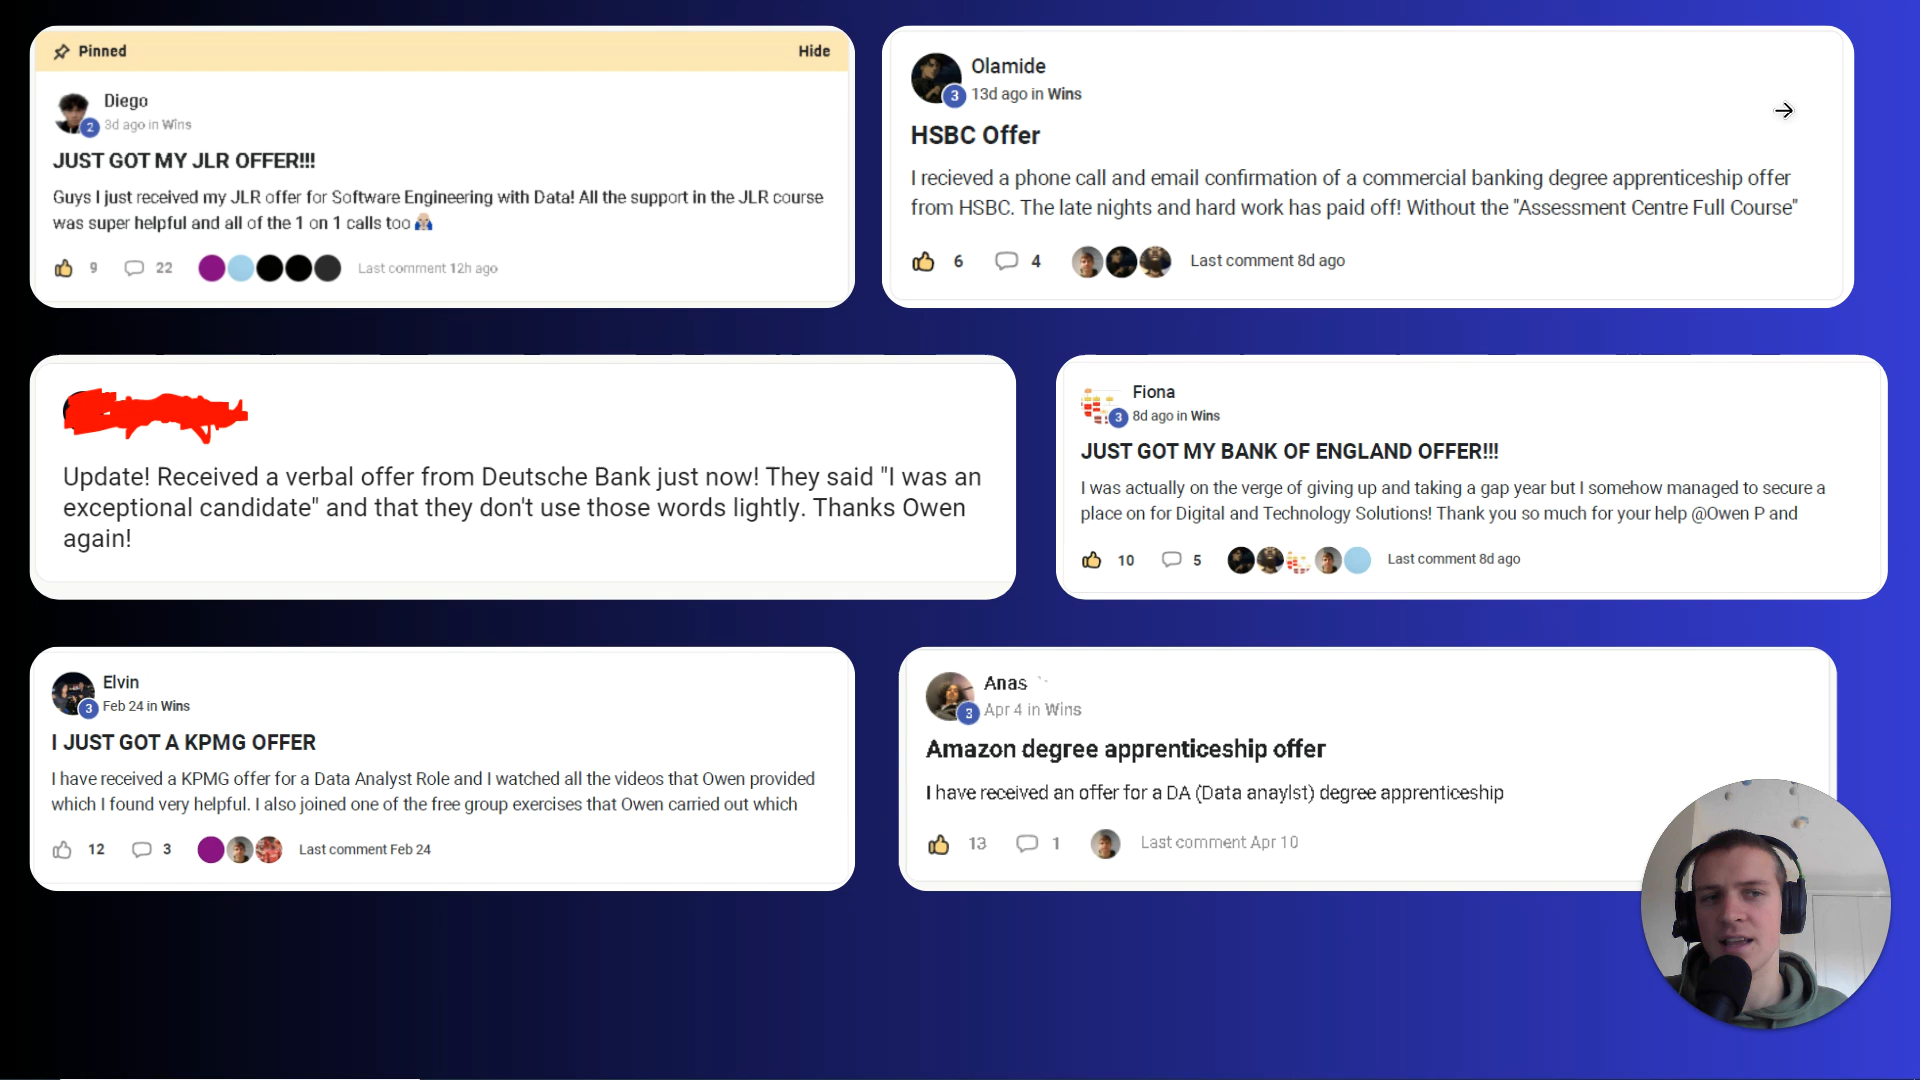 Pinned
Hide
Diego
2
3d ago in Wins
JUST GOT MY JLR OFFER!!!
Guys I just received my JLR offer for Software Engineering with Data! All the support in the JLR course
was super helpful and all of the 1 on 1 calls too
9
22
Last comment 12h ago
Olamide
3
13d ago in Wins
HSBC Offer
I recieved a phone call and email confirmation of a commercial banking degree apprenticeship offer
from HSBC. The late nights and hard work has paid off! Without the "Assessment Centre Full Course"
6
4
Last comment 8d ago
Update! Received a verbal offer from Deutsche Bank just now! They said "I was an
exceptional candidate" and that they don't use those words lightly. Thanks Owen
again!
Fiona
3
8d ago in Wins
JUST GOT MY BANK OF ENGLAND OFFER!!!
I was actually on the verge of giving up and taking a gap year but I somehow managed to secure a
place on for Digital and Technology Solutions! Thank you so much for your help @Owen P and
10
5
Last comment 8d ago
Elvin
3
Feb 24 in Wins
I JUST GOT A KPMG OFFER
I have received a KPMG offer for a Data Analyst Role and I watched all the videos that Owen provided
which I found very helpful. I also joined one of the free group exercises that Owen carried out which
12
3
Last comment Feb 24
Anas
3
Apr 4 in Wins
Amazon degree apprenticeship offer
I have received an offer for a DA (Data anaylst) degree apprenticeship
13
1
Last comment Apr 10